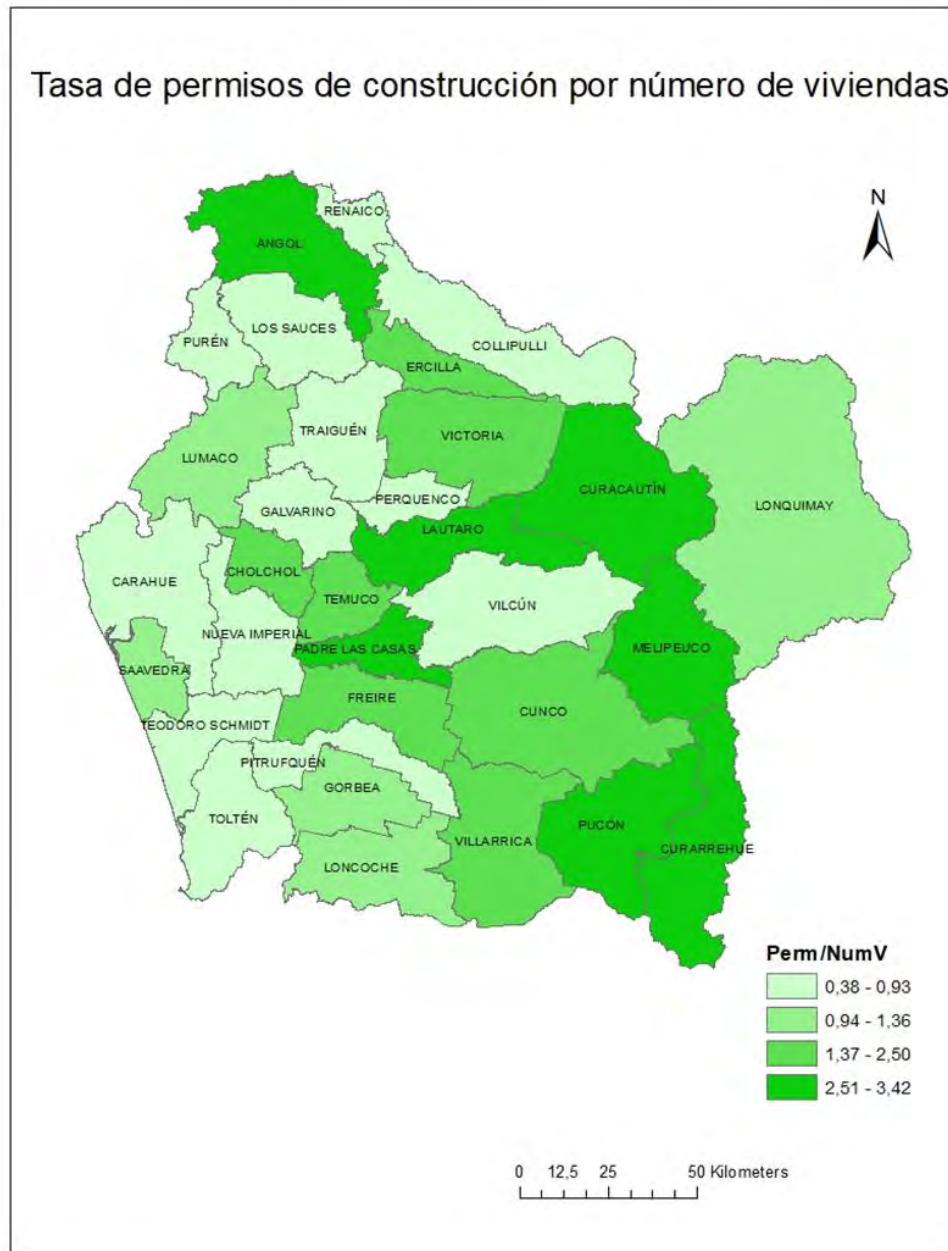 Tasa de permisos de construcción por número de viviendas
N
RENAICO
ANGOL
LOS SAUCES
PURÉN
COLLIPULLI
ERCILLA
TRAIGUÉN
VICTORIA
LUMACO
CURACAUTÍN
PERQUENCO
LONQUIMAY
GALVARINO
LAUTARO
CHOLCHOL
CARAHUE
TEMUCO
VILCÚN
NUEVA IMPERIAL
PADRE LAS CASAS
MELIPEUCO
SAAVEDRA
FREIRE
CUNCO
TEODORO SCHMIDT
PITRUFQUÉN
GORBEA
TOLTÉN
PUCÓN
VILLARRICA
CURARREHUE
LONCOCHE
Perm/NumV
0,38 - 0,93
0,94 - 1,36
1,37 - 2,50
2,51 - 3,42
0 12,5 25 50 Kilometers